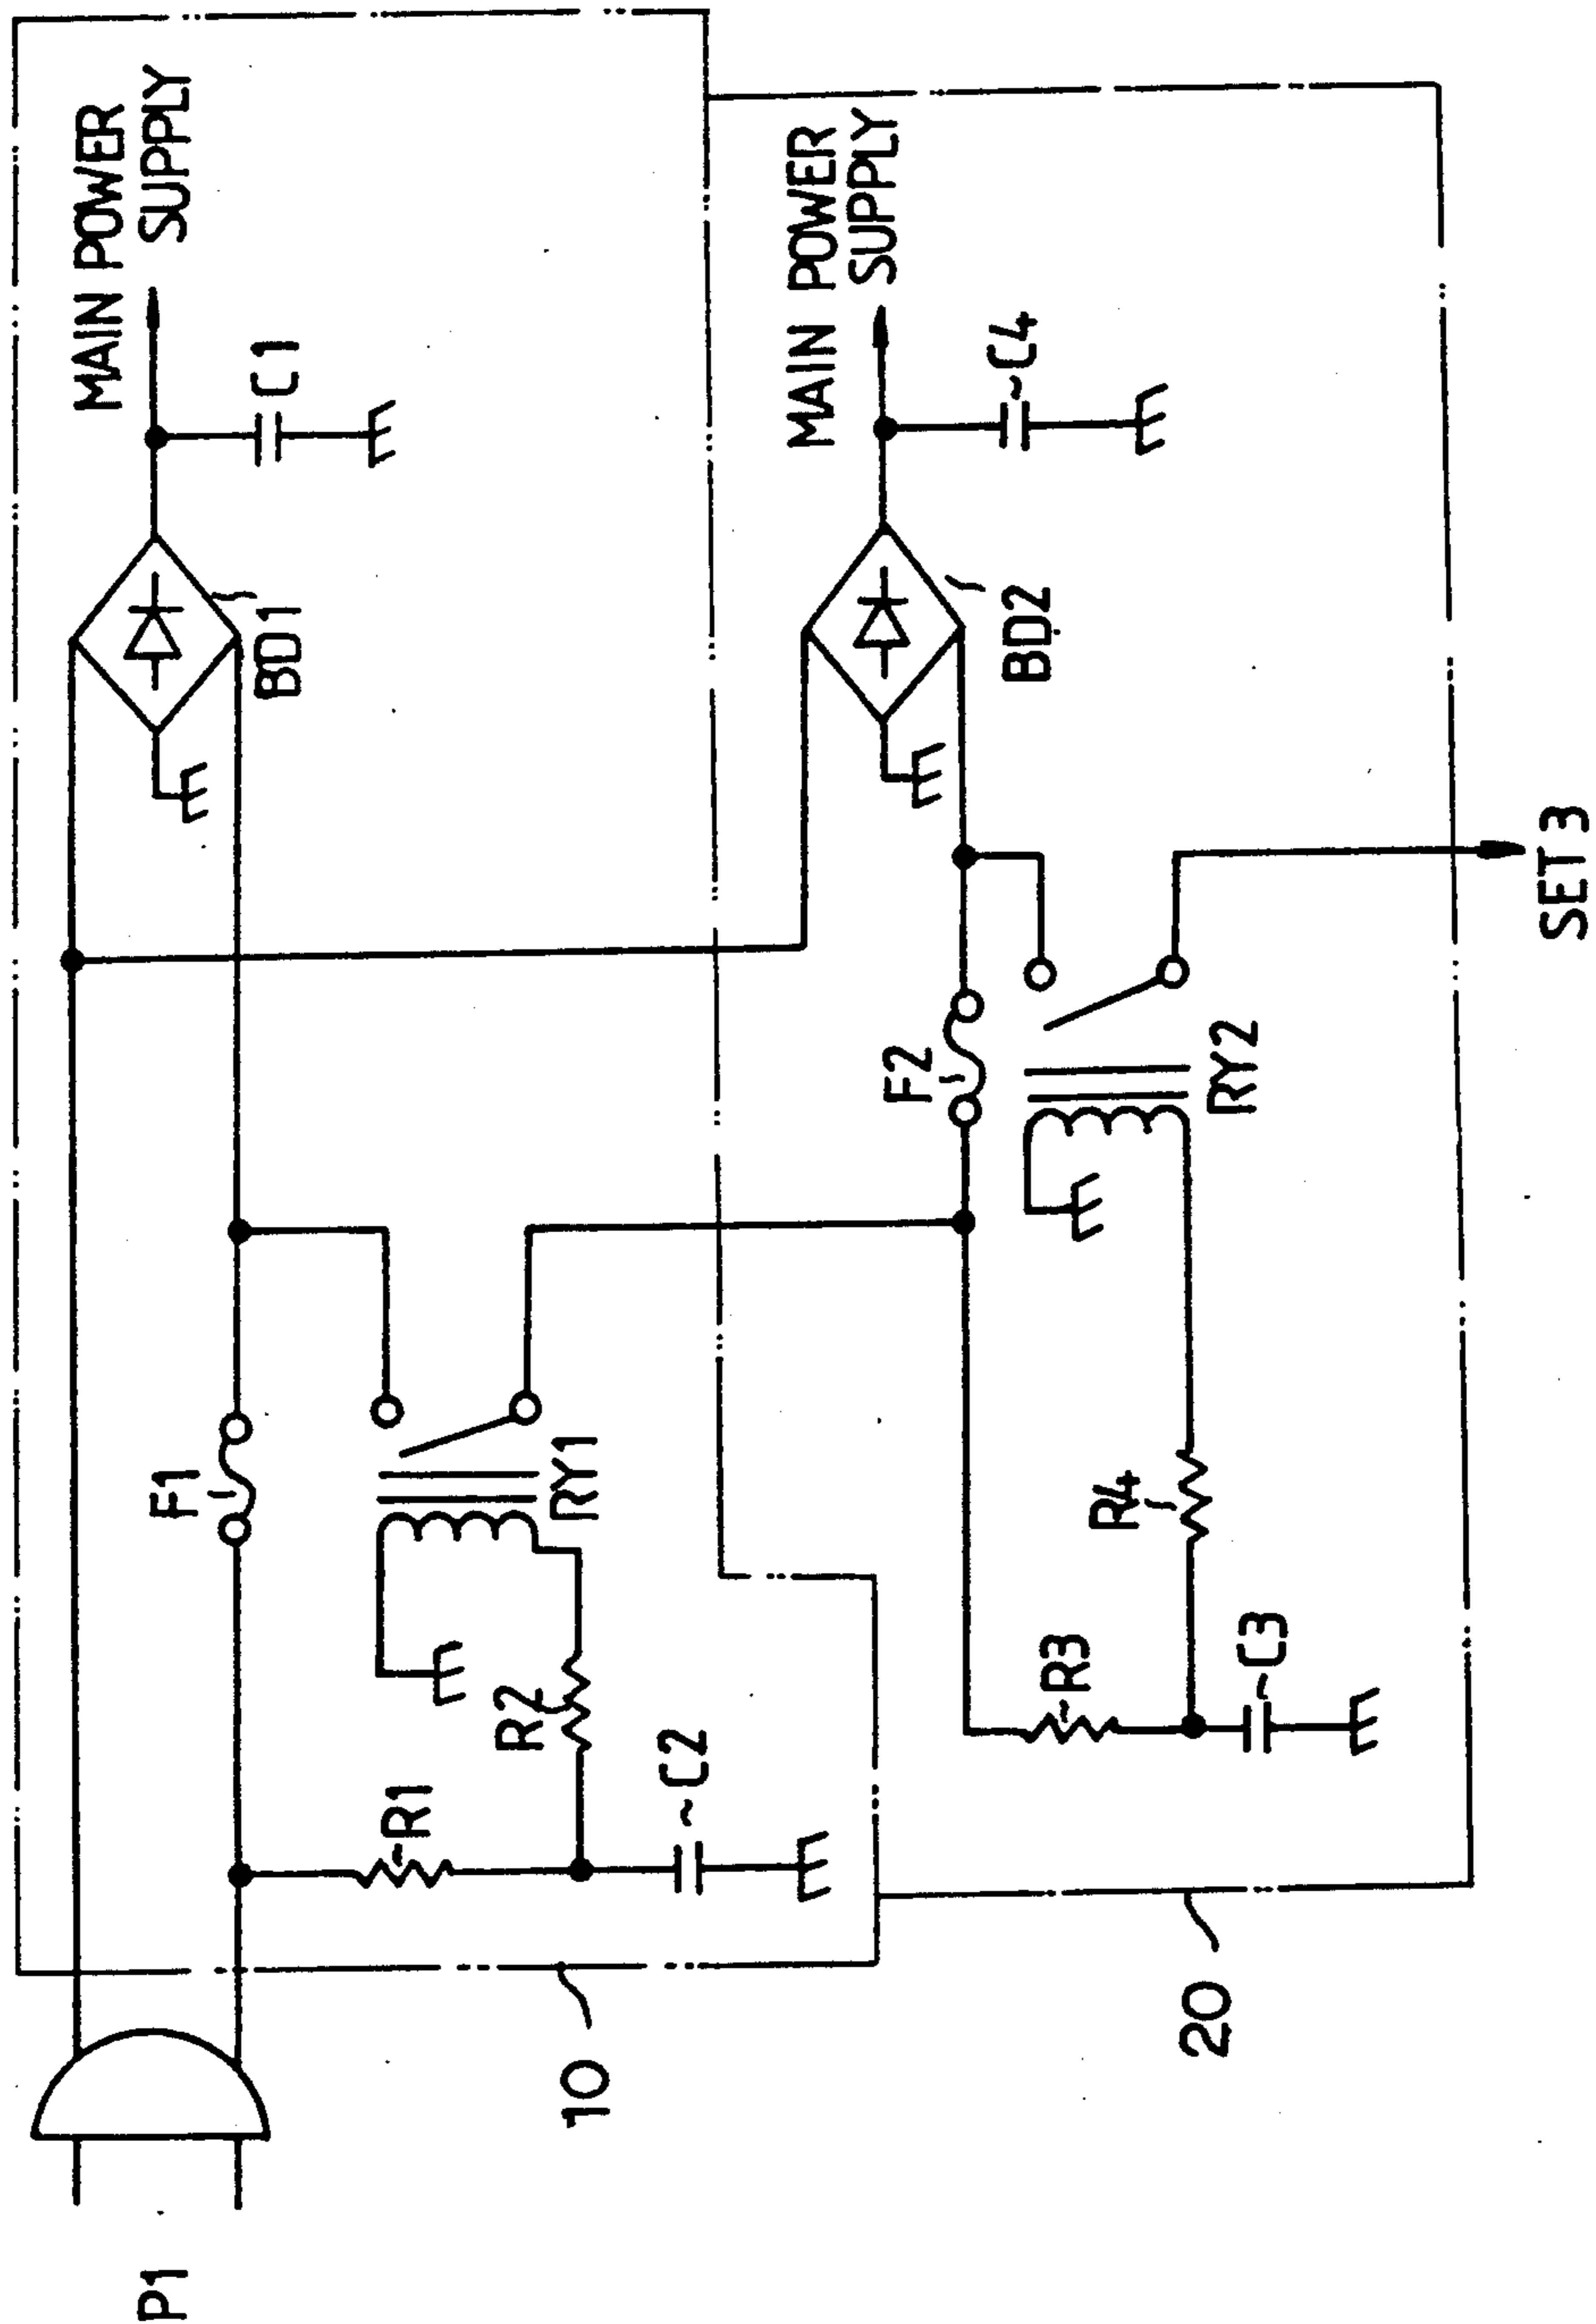 P1
F1
BD1
MAIN POWER
SUPPLY
C1
R1
R2
RY1
C2
10
MAIN POWER
SUPPLY
F2
BD2
C4
R3
R4
RY2
C3
20
SET 3